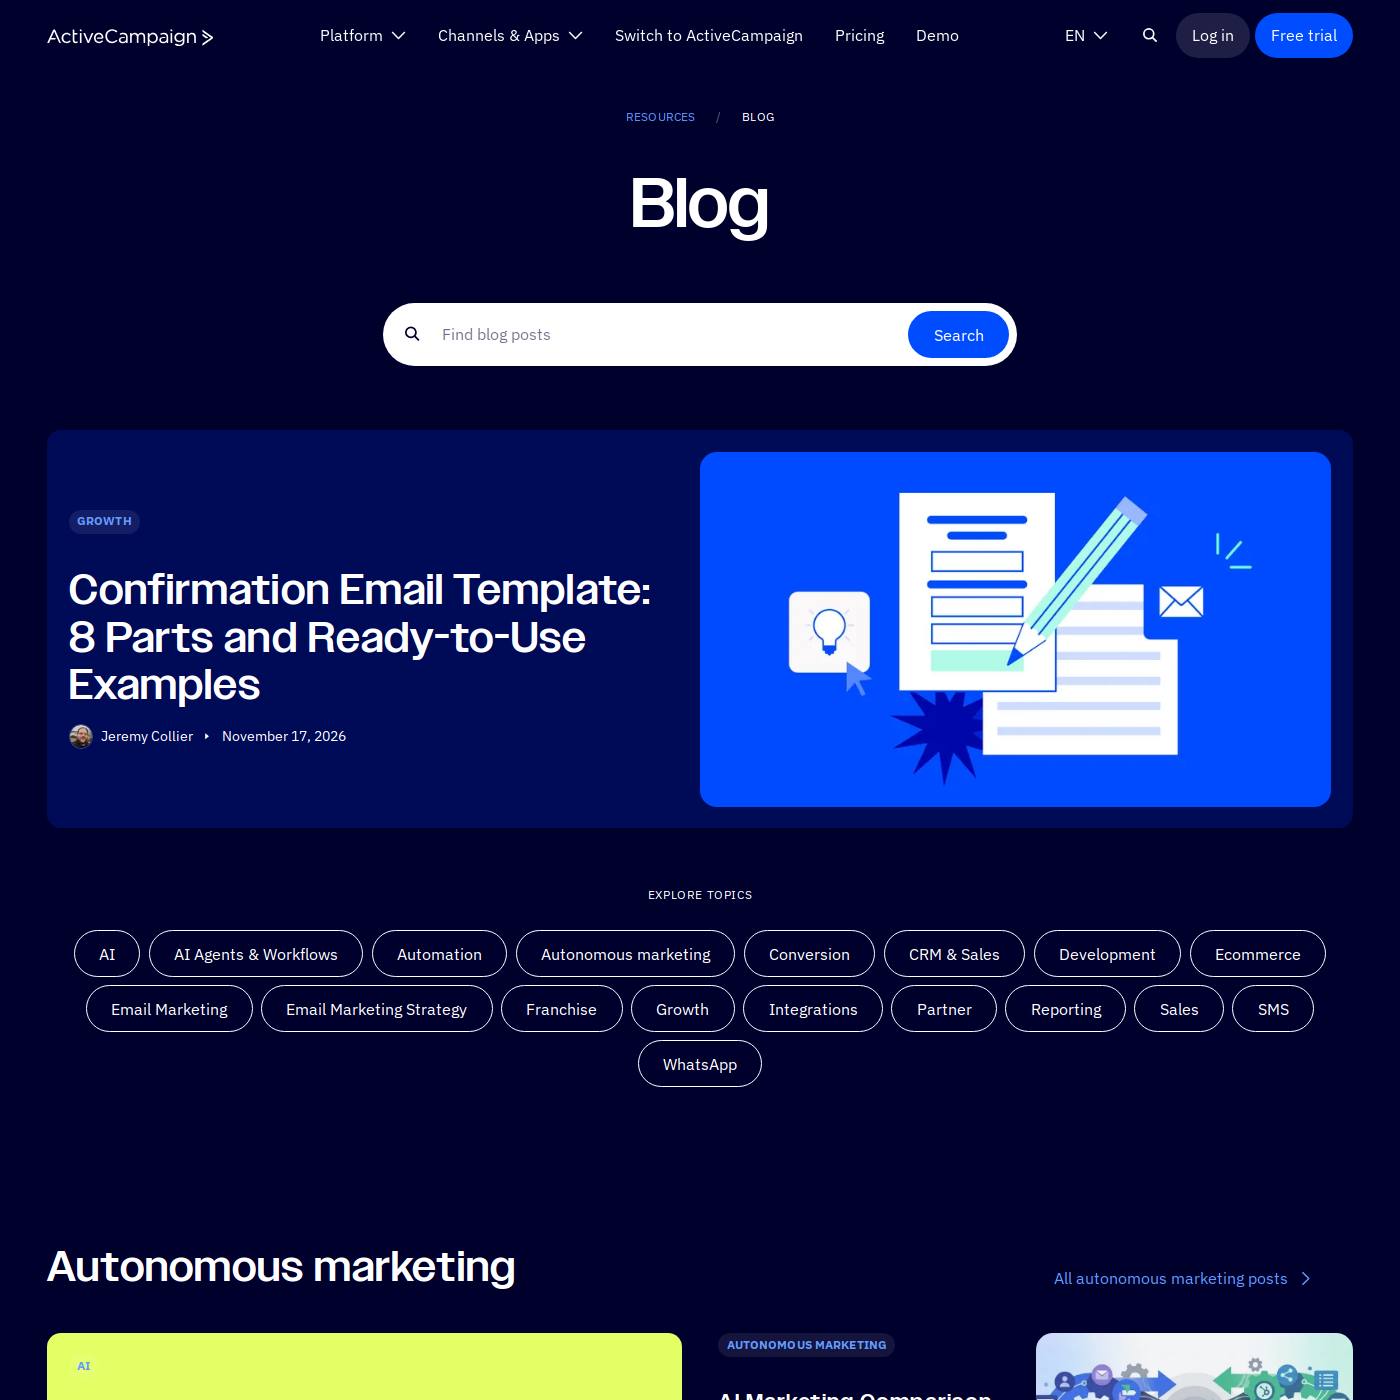 ActiveCampaign
Platform
Channels & Apps
Switch to ActiveCampaign
Pricing
Demo
EN
Log in
Free trial
RESOURCES / BLOG
Blog
Find blog posts
Search
GROWTH
Confirmation Email Template:
8 Parts and Ready-to-Use
Examples
Jeremy Collier
November 17, 2026
EXPLORE TOPICS
AI
AI Agents & Workflows
Automation
Autonomous marketing
Conversion
CRM & Sales
Development
Ecommerce
Email Marketing
Email Marketing Strategy
Franchise
Growth
Integrations
Partner
Reporting
Sales
SMS
WhatsApp
Autonomous marketing
All autonomous marketing posts
AI
AUTONOMOUS MARKETING
AI Marketing Comparison